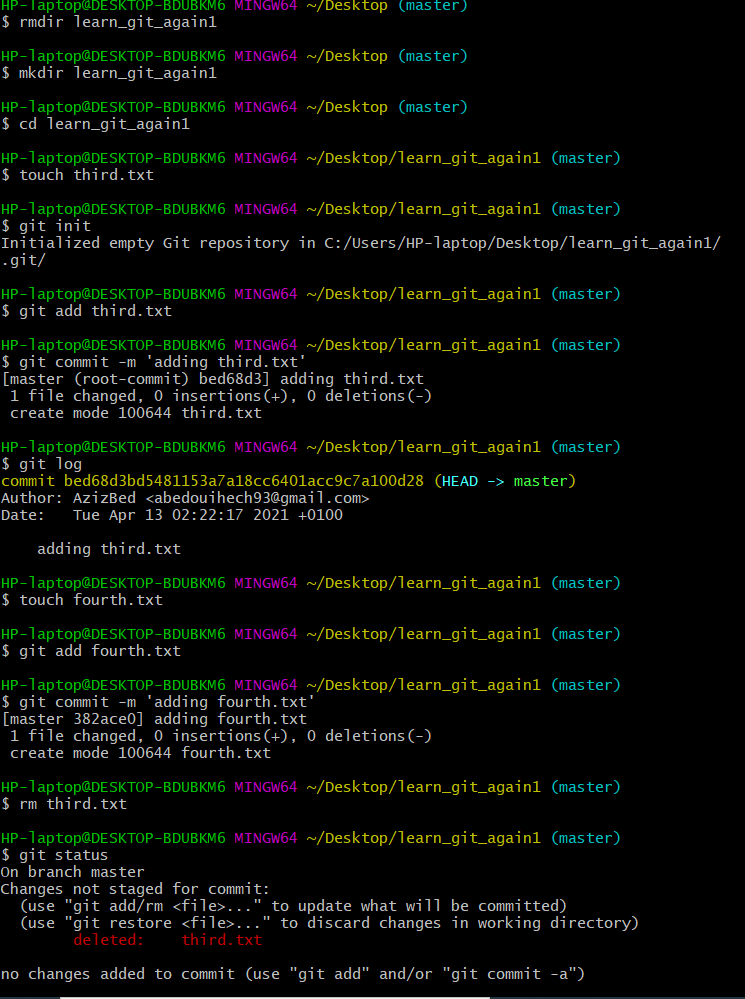 HP-laptop@DESKTOP-BDUBKM6 MINGW64 ~/Desktop (master)
$ rmdir learn_git_again1
HP-laptop@DESKTOP-BDUBKM6 MINGW64 ~/Desktop (master)
$ mkdir learn_git_again1
HP-laptop@DESKTOP-BDUBKM6 MINGW64 ~/Desktop (master)
$ cd learn_git_again1
HP-laptop@DESKTOP-BDUBKM6 MINGW64 ~/Desktop/learn_git_again1 (master)
$ touch third.txt
HP-laptop@DESKTOP-BDUBKM6 MINGW64 ~/Desktop/learn_git_again1 (master)
$ git init
Initialized empty Git repository in C:/Users/HP-laptop/Desktop/learn_git_again1/
.git/
HP-laptop@DESKTOP-BDUBKM6 MINGW64 ~/Desktop/learn_git_again1 (master)
$ git add third.txt
HP-laptop@DESKTOP-BDUBKM6 MINGW64 ~/Desktop/learn_git_again1 (master)
$ git commit -m 'adding third.txt'
[master (root-commit) bed68d3] adding third.txt
 1 file changed, 0 insertions(+), 0 deletions(-)
 create mode 100644 third.txt
HP-laptop@DESKTOP-BDUBKM6 MINGW64 ~/Desktop/learn_git_again1 (master)
$ git log
commit bed68d3bd5481153a7a18cc6401acc9c7a100d28 (HEAD -> master)
Author: AzizBed <abedouihech93@gmail.com>
Date:   Tue Apr 13 02:22:17 2021 +0100
    adding third.txt
HP-laptop@DESKTOP-BDUBKM6 MINGW64 ~/Desktop/learn_git_again1 (master)
$ touch fourth.txt
HP-laptop@DESKTOP-BDUBKM6 MINGW64 ~/Desktop/learn_git_again1 (master)
$ git add fourth.txt
HP-laptop@DESKTOP-BDUBKM6 MINGW64 ~/Desktop/learn_git_again1 (master)
$ git commit -m 'adding fourth.txt'
[master 382ace0] adding fourth.txt
 1 file changed, 0 insertions(+), 0 deletions(-)
 create mode 100644 fourth.txt
HP-laptop@DESKTOP-BDUBKM6 MINGW64 ~/Desktop/learn_git_again1 (master)
$ rm third.txt
HP-laptop@DESKTOP-BDUBKM6 MINGW64 ~/Desktop/learn_git_again1 (master)
$ git status
On branch master
Changes not staged for commit:
  (use "git add/rm <file>..." to update what will be committed)
  (use "git restore <file>..." to discard changes in working directory)
        deleted:    third.txt
no changes added to commit (use "git add" and/or "git commit -a")